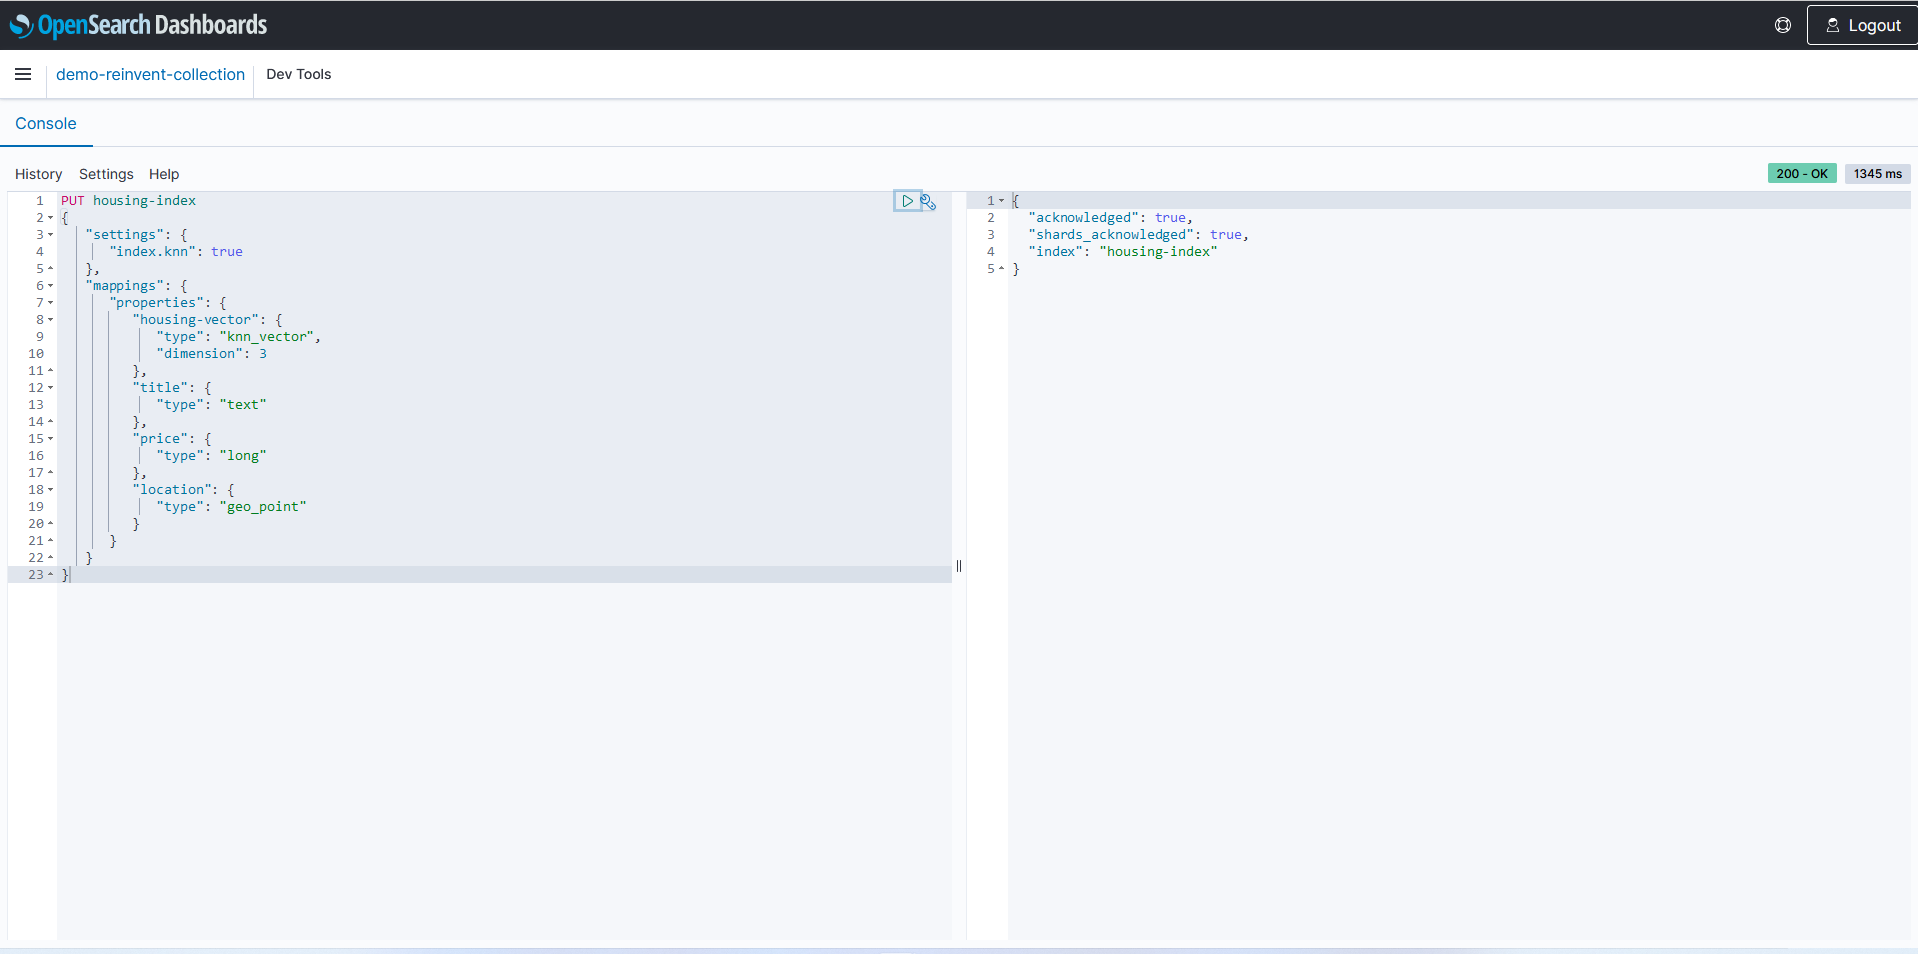 OpenSearch Dashboards
Logout
demo-reinvent-collection
Dev Tools
Console
History Settings Help
200 - OK
1345 ms
1 PUT housing-index
2 {
3 "settings": {
4 "index.knn": true
5 },
6 "mappings": {
7 "properties": {
8 "housing-vector": {
9 "type": "knn_vector",
10 "dimension": 3
11 },
12 "title": {
13 "type": "text"
14 },
15 "price": {
16 "type": "long"
17 },
18 "location": {
19 "type": "geo_point"
20 }
21 }
22 }
23 }
1 {
2 "acknowledged": true,
3 "shards_acknowledged": true,
4 "index": "housing-index"
5 }